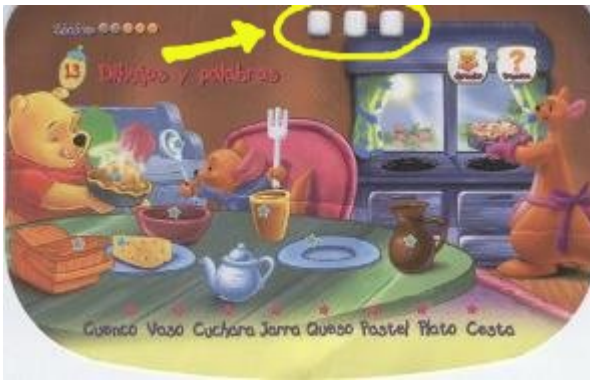 13 Dibujos y palabras
Cuenco Vaso Cuchara Jarra Queso Pastel Plato Cesta